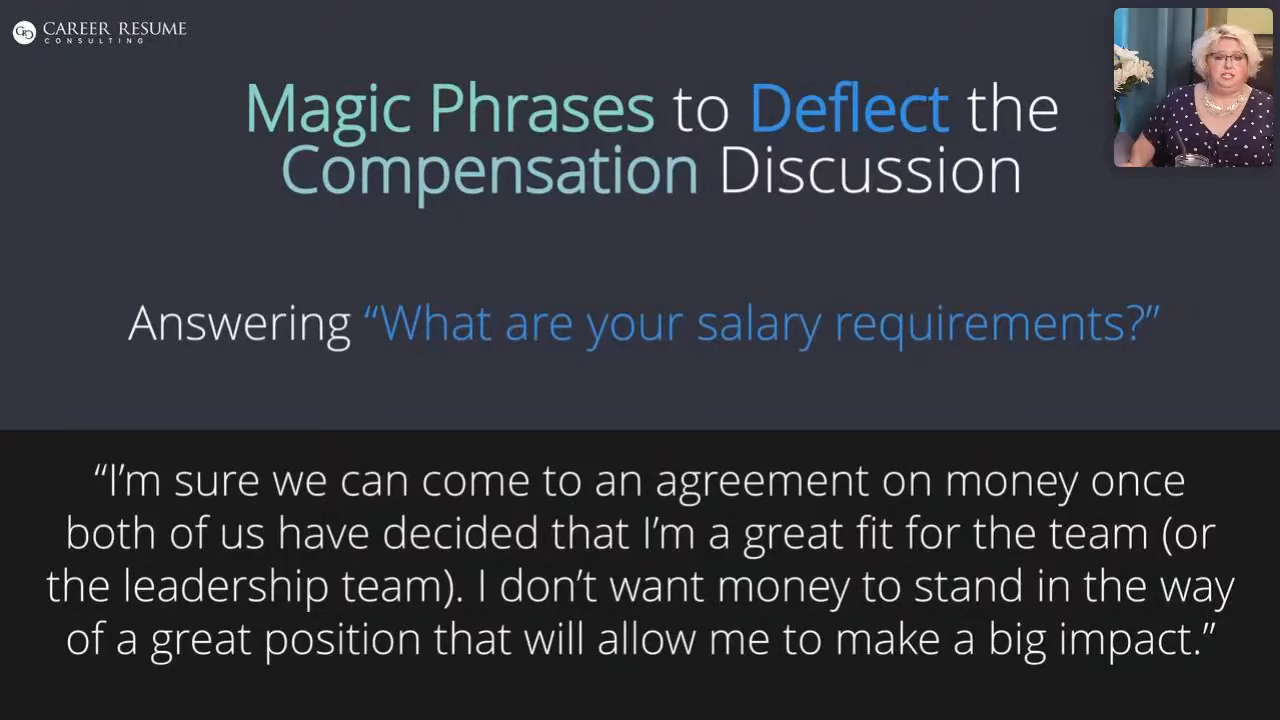 CAREER RESUME
CONSULTING
Magic Phrases to Deflect the
Compensation Discussion
Answering “What are your salary requirements?”
“I’m sure we can come to an agreement on money once
both of us have decided that I’m a great fit for the team (or
the leadership team). I don’t want money to stand in the way
of a great position that will allow me to make a big impact.”